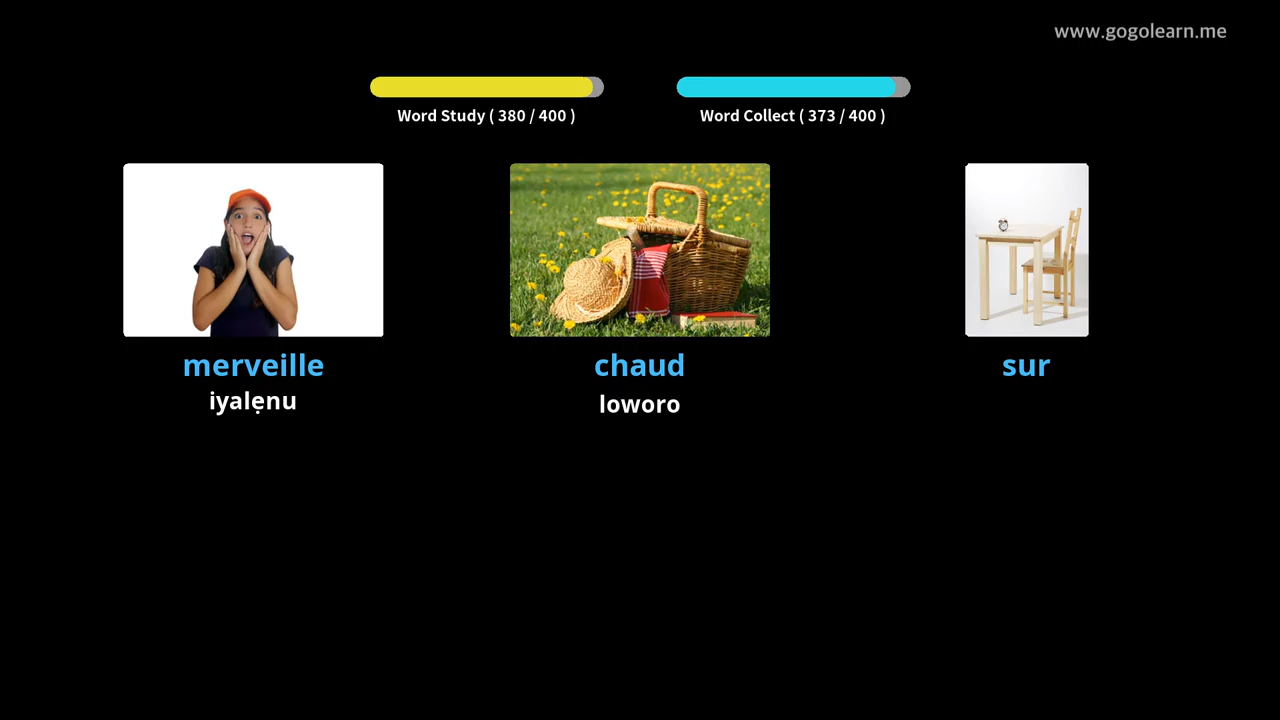 www.gogolearn.me
Word Study ( 380 / 400 )
Word Collect ( 373 / 400 )
merveille
iyalẹnu
chaud
loworo
sur